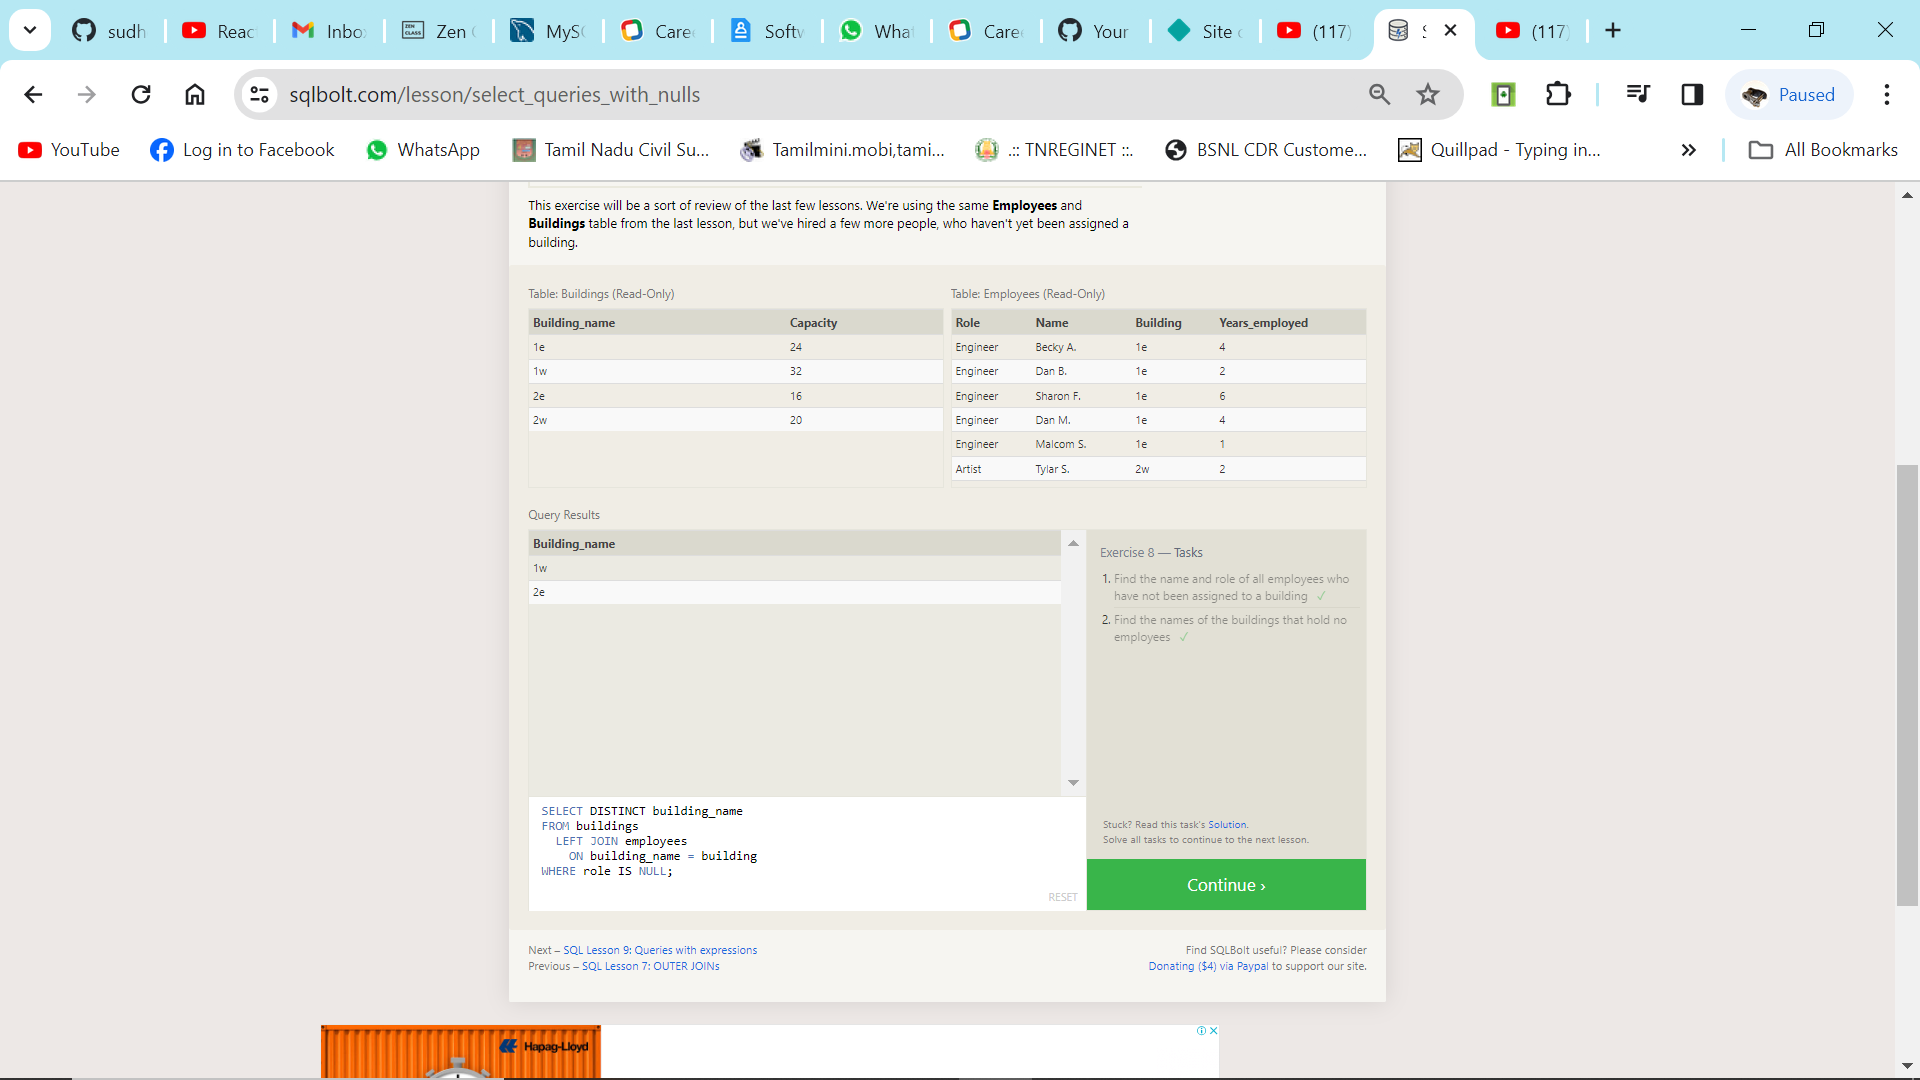 sudh
Reac
Inbo
Zen
MySC
Caree
Softw
What
Caree
Your
Site
(117)
(117)
sqlbolt.com/lesson/select_queries_with_nulls
Paused
YouTube
Log in to Facebook
WhatsApp
Tamil Nadu Civil Su...
Tamilmini.mobi,tami...
.:: TNREGINET ::.
BSNL CDR Custome...
Quillpad - Typing in...
All Bookmarks
This exercise will be a sort of review of the last few lessons. We're using the same Employees and
Buildings table from the last lesson, but we've hired a few more people, who haven't yet been assigned a
building.
Table: Buildings (Read-Only)
Building_name Capacity
1e 24
1w 32
2e 16
2w 20
Table: Employees (Read-Only)
Role Name Building Years_employed
Engineer Becky A. 1e 4
Engineer Dan B. 1e 2
Engineer Sharon F. 1e 6
Engineer Dan M. 1e 4
Engineer Malcom S. 1e 1
Artist Tylar S. 2w 2
Query Results
Building_name
1w
2e
Exercise 8 — Tasks
1. Find the name and role of all employees who
have not been assigned to a building ✓
2. Find the names of the buildings that hold no
employees ✓
SELECT DISTINCT building_name
FROM buildings
LEFT JOIN employees
ON building_name = building
WHERE role IS NULL;
RESET
Stuck? Read this task's Solution.
Solve all tasks to continue to the next lesson.
Continue ›
Next – SQL Lesson 9: Queries with expressions
Previous – SQL Lesson 7: OUTER JOINs
Find SQLBolt useful? Please consider
Donating ($4) via Paypal to support our site.
Hapag-Lloyd